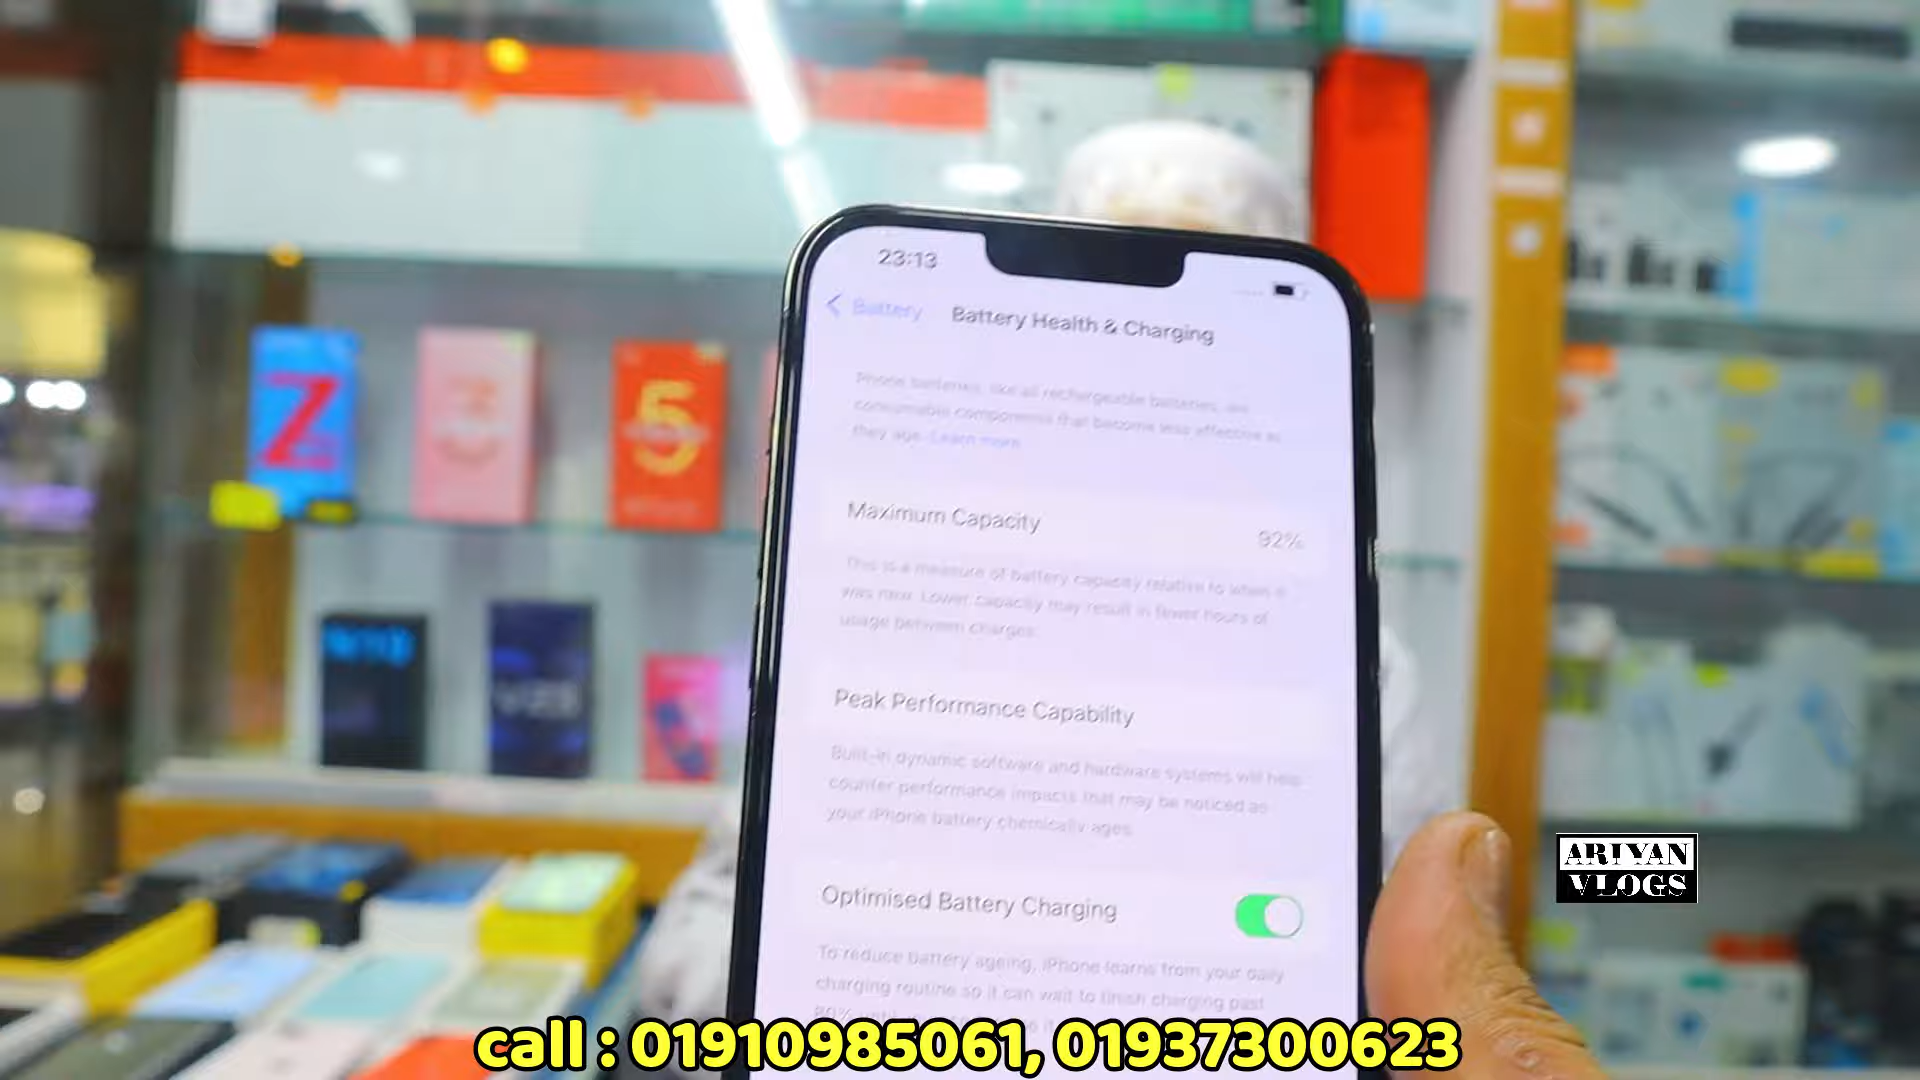 23:13
Battery
Battery Health & Charging
Phone batteries, like all rechargeable batteries, are
consumable components that become less effective as
they age. Learn more
Maximum Capacity
92%
This is a measure of battery capacity relative to when it
was new. Lower capacity may result in fewer hours of
usage between charges.
Peak Performance Capability
Built-in dynamic software and hardware systems will help
counter performance impacts that may be noticed as
your iPhone battery chemically ages.
Optimised Battery Charging
To reduce battery ageing, iPhone learns from your daily
charging routine so it can wait to finish charging past
80%
Z
5
V23
ARIYAN
VLOGS
call : 01910985061, 01937300623